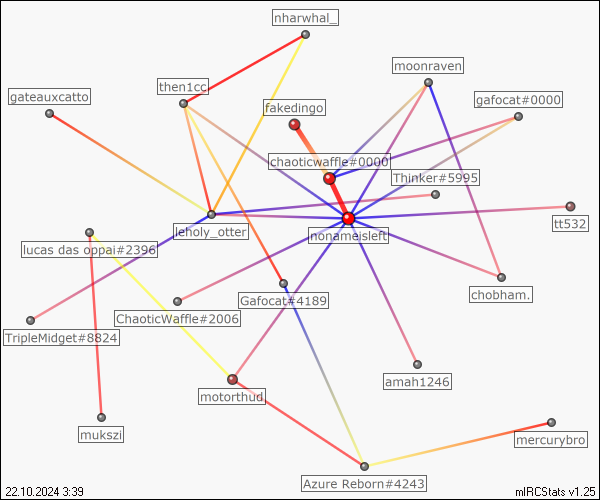 nharwhal_
moonraven
then1cc
gateauxcatto
gafocat#0000
fakedingo
chaoticwaffle#0000
Thinker#5995
leholy_otter
nonameisleft
tt532
lucas das oppai#2396
chobham.
Gafocat#4189
ChaoticWaffle#2006
TripleMidget#8824
amah1246
motorthud
mukszi
mercurybro
Azure Reborn#4243
22.10.2024 3:39
mIRCStats v1.25